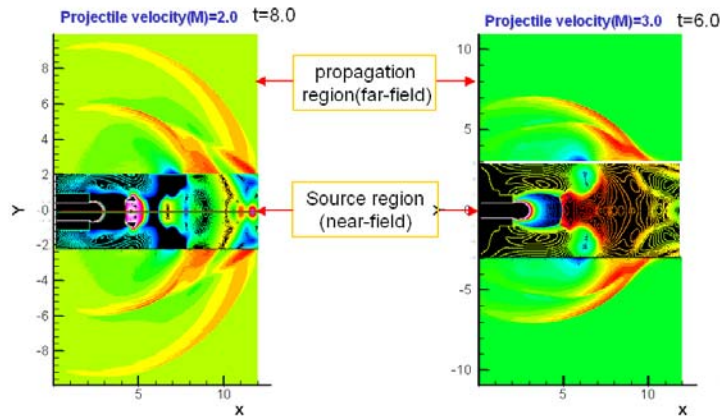 Projectile velocity(M)=2.0 t=8.0
Projectile velocity(M)=3.0 t=6.0
propagation
region(far-field)
Source region
(near-field)
8
6
4
2
-0
-2
-4
-6
-8
Y
5
10
X
10
5
-0
-5
-10
5
10
X